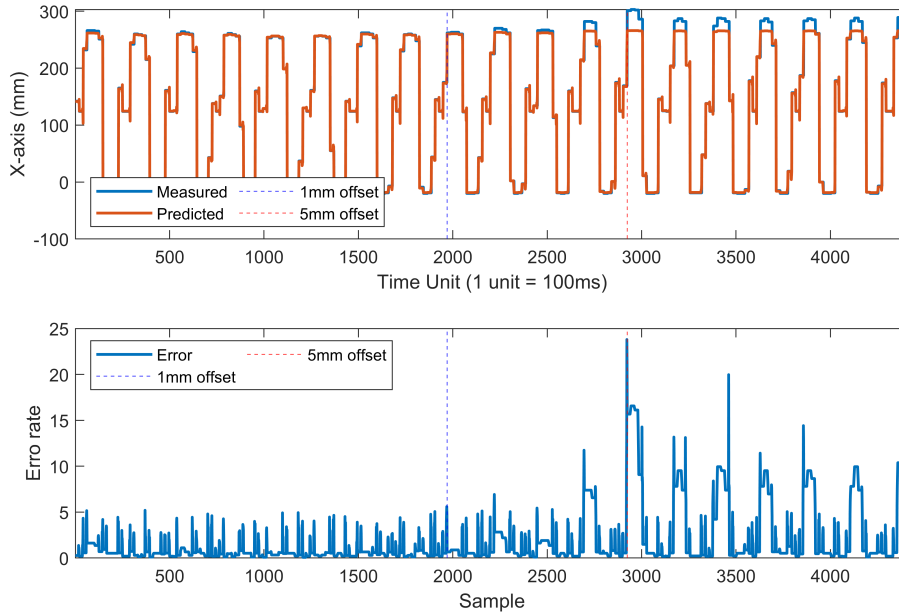 300
200
100
0
-100
X-axis (mm)
Measured
Predicted
1mm offset
5mm offset
500
1000
1500
2000
2500
3000
3500
4000
Time Unit (1 unit = 100ms)
25
20
15
10
5
0
Erro rate
Error
1mm offset
5mm offset
500
1000
1500
2000
2500
3000
3500
4000
Sample